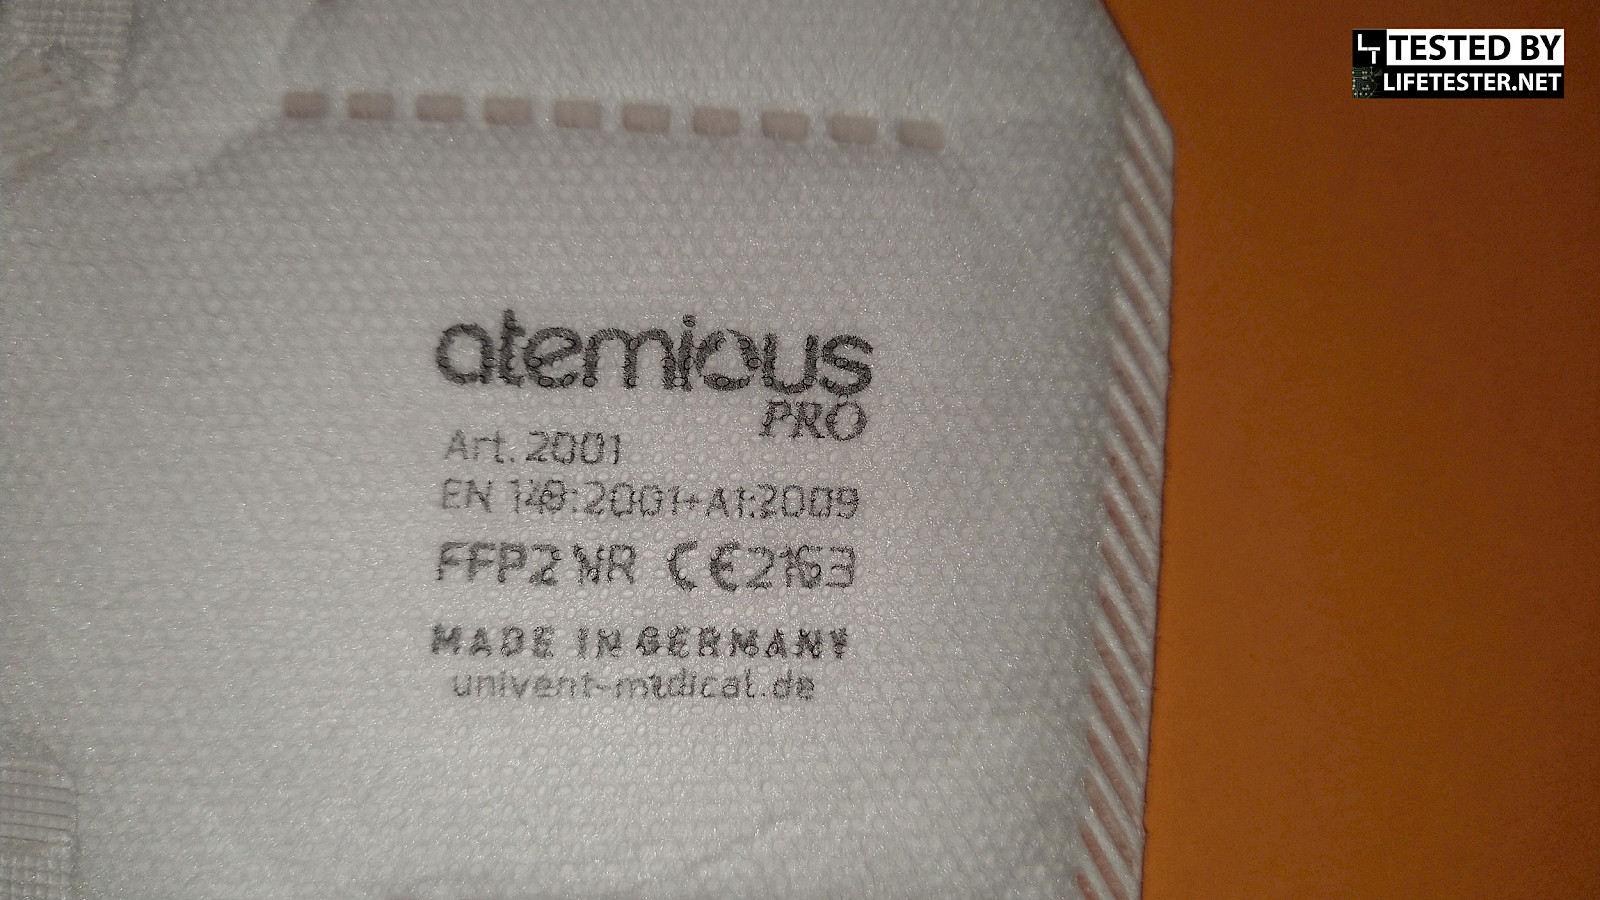 TESTED BY
LIFETESTER.NET
atemious
PRO
Art. 2001
EN 149:2001+A1:2009
FFP2 NR CE2163
MADE IN GERMANY
univent-medical.de